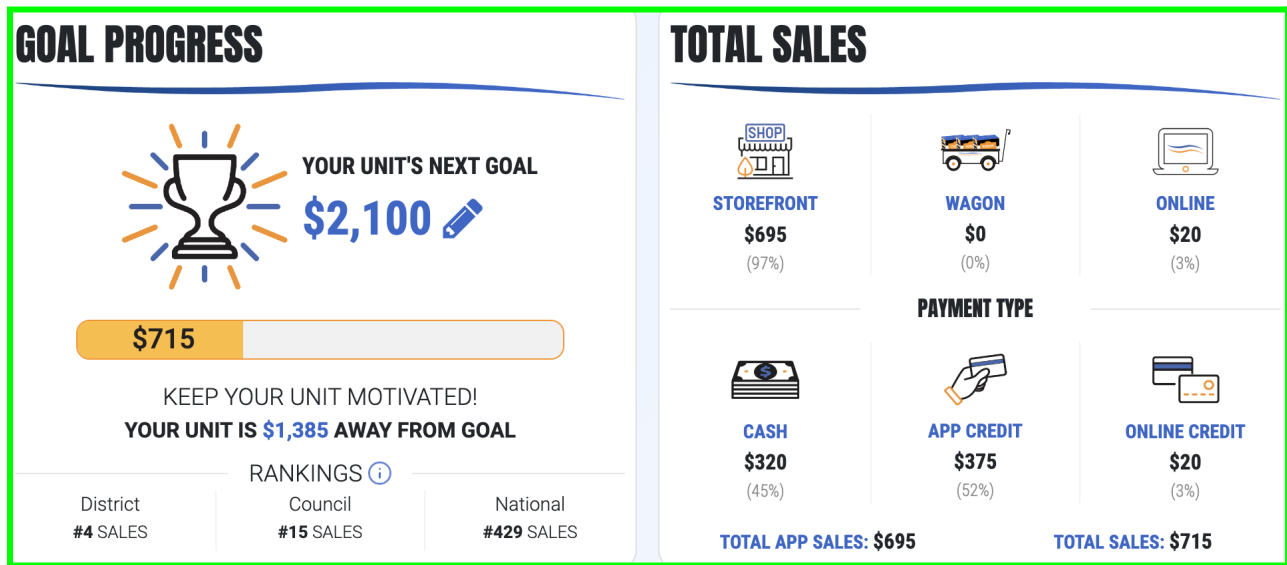 GOAL PROGRESS
YOUR UNIT'S NEXT GOAL
$2,100
$715
KEEP YOUR UNIT MOTIVATED!
YOUR UNIT IS $1,385 AWAY FROM GOAL
RANKINGS i
District Council National
#4 SALES #15 SALES #429 SALES
TOTAL SALES
SHOP
STOREFRONT WAGON ONLINE
$695 $0 $20
(97%) (0%) (3%)
PAYMENT TYPE
$
CASH APP CREDIT ONLINE CREDIT
$320 $375 $20
(45%) (52%) (3%)
TOTAL APP SALES: $695 TOTAL SALES: $715